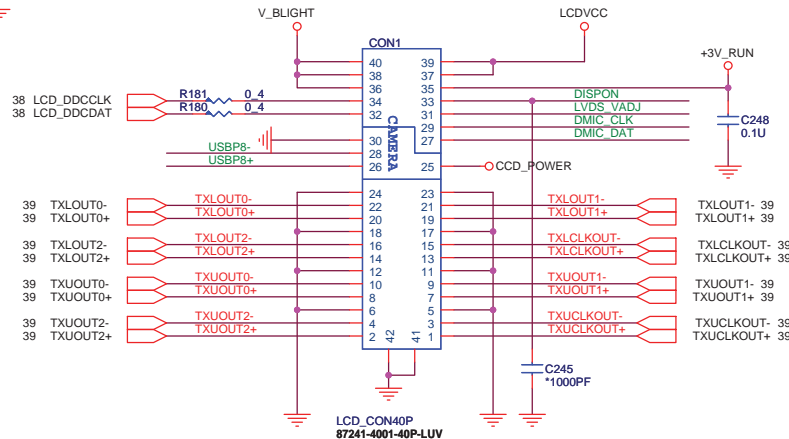 V_BLIGHT
LCDVCC
CON1
+3V_RUN
40 39
38 37
36 35
38 LCD_DDCCLK R181 0_4 34 33 DISPON
38 LCD_DDCDAT R180 0_4 32 31 LVDS_VADJ
29 DMIC_CLK
30 27 DMIC_DAT
C248
0.1U
CAMERA
USBP8- 28
USBP8+ 26 25 CCD_POWER
24 23
39 TXLOUT0- TXLOUT0- 22 21 TXLOUT1- TXLOUT1- 39
39 TXLOUT0+ TXLOUT0+ 20 19 TXLOUT1+ TXLOUT1+ 39
18 17
39 TXLOUT2- TXLOUT2- 16 15 TXLCLKOUT- TXLCLKOUT- 39
39 TXLOUT2+ TXLOUT2+ 14 13 TXLCLKOUT+ TXLCLKOUT+ 39
12 11
39 TXUOUT0- TXUOUT0- 10 9 TXUOUT1- TXUOUT1- 39
39 TXUOUT0+ TXUOUT0+ 8 7 TXUOUT1+ TXUOUT1+ 39
6 5
39 TXUOUT2- TXUOUT2- 4 3 TXUCLKOUT- TXUCLKOUT- 39
39 TXUOUT2+ TXUOUT2+ 2 1 TXUCLKOUT+ TXUCLKOUT+ 39
42 41
C245
*1000PF
LCD_CON40P
87241-4001-40P-LUV